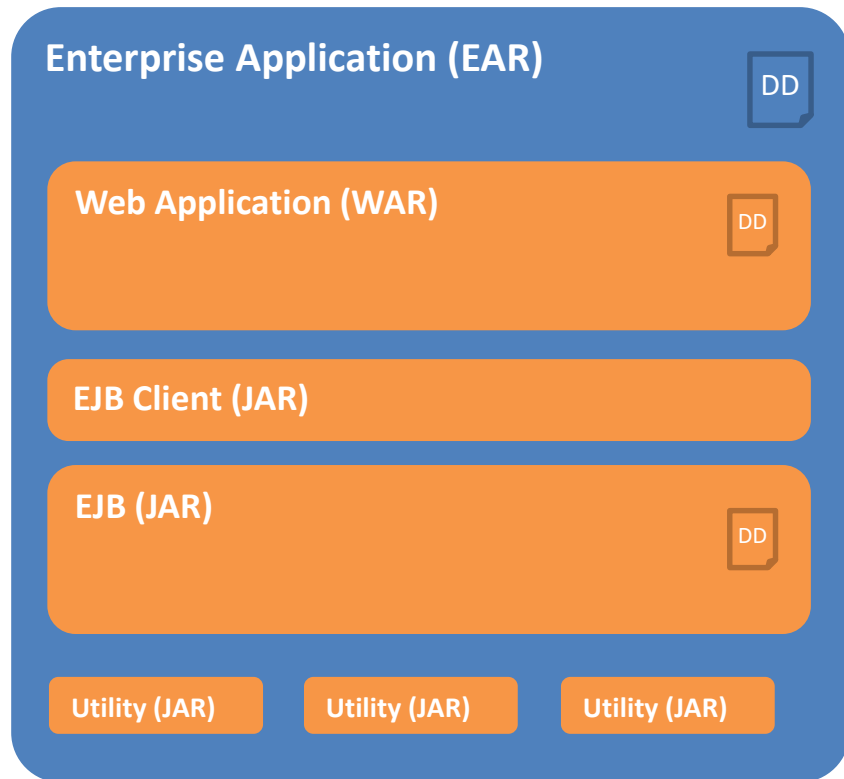 Enterprise Application (EAR)
DD
Web Application (WAR)
DD
EJB Client (JAR)
EJB (JAR)
DD
Utility (JAR)
Utility (JAR)
Utility (JAR)